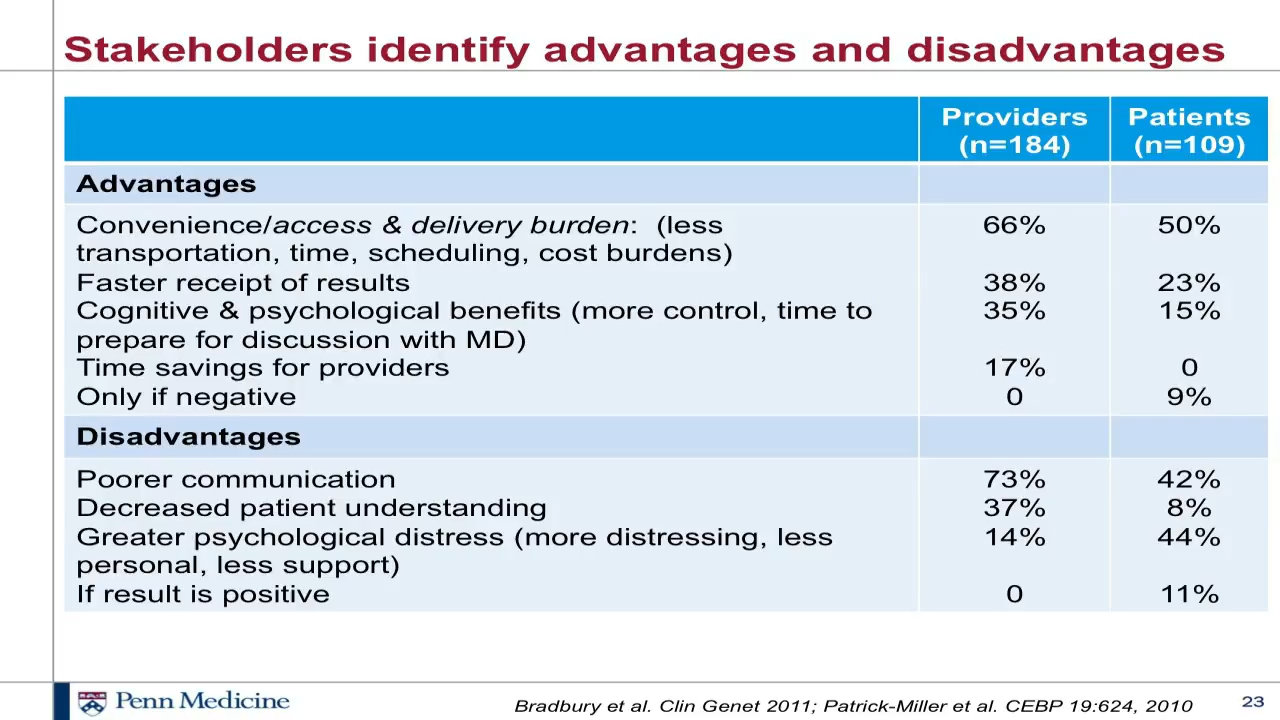 Stakeholders identify advantages and disadvantages
Providers (n=184)
Patients (n=109)
Advantages
Convenience/access & delivery burden: (less 66% 50%
transportation, time, scheduling, cost burdens)
Faster receipt of results 38% 23%
Cognitive & psychological benefits (more control, time to 35% 15%
prepare for discussion with MD)
Time savings for providers 17% 0
Only if negative 0 9%
Disadvantages
Poorer communication 73% 42%
Decreased patient understanding 37% 8%
Greater psychological distress (more distressing, less 14% 44%
personal, less support)
If result is positive 0 11%
Penn Medicine
Bradbury et al. Clin Genet 2011; Patrick-Miller et al. CEBP 19:624, 2010
23